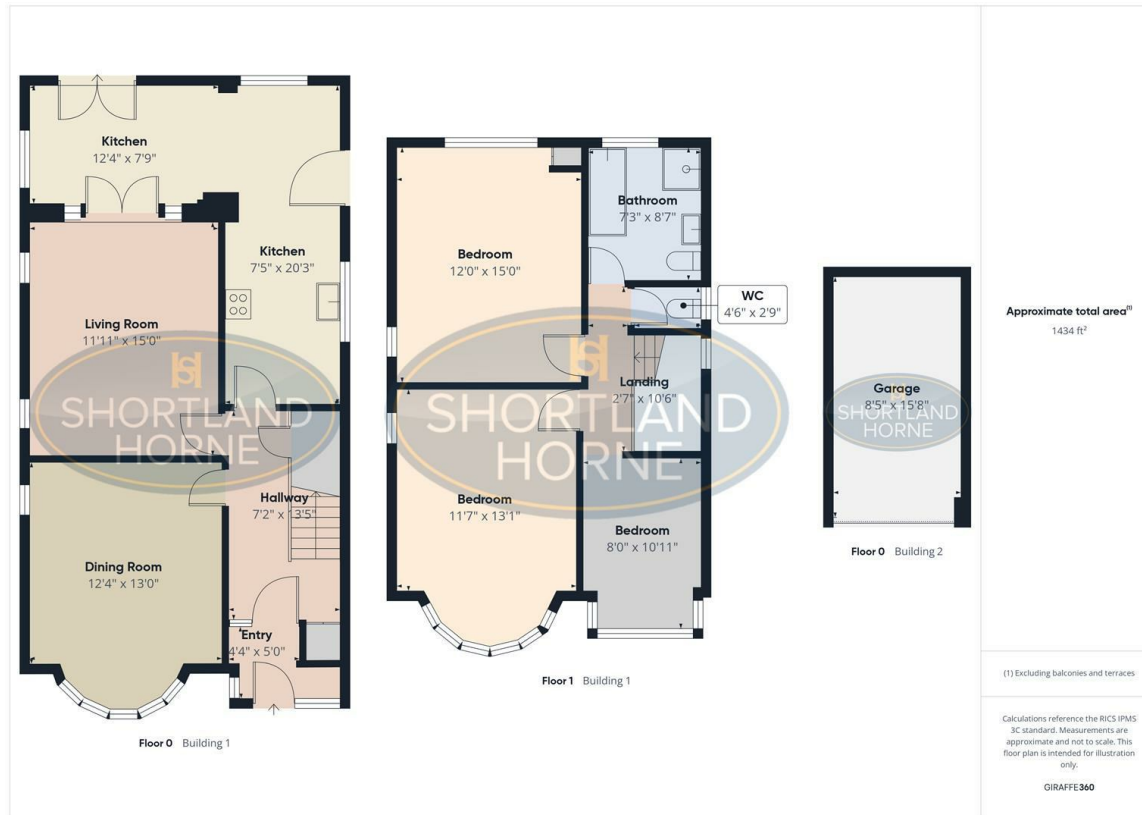 Kitchen
12'4" x 7'9"
Kitchen
7'5" x 20'3"
Living Room
11'11" x 15'0"
Hallway
7'2" x 13'5"
Dining Room
12'4" x 13'0"
Entry
4'4" x 5'0"
SHORTLAND
HORNE
Floor 0 Building 1
Bedroom
12'0" x 15'0"
Bathroom
7'3" x 8'7"
WC
4'6" x 2'9"
Landing
2'7" x 10'6"
Bedroom
11'7" x 13'1"
Bedroom
8'0" x 10'11"
SHORTLAND
HORNE
Floor 1 Building 1
Garage
8'5" x 15'8"
SHORTLAND
HORNE
Floor 0 Building 2
Approximate total area(1)
1434 ft²
(1) Excluding balconies and terraces
Calculations reference the RICS IPMS
3C standard. Measurements are
approximate and not to scale. This
floor plan is intended for illustration
only.
GIRAFFE360